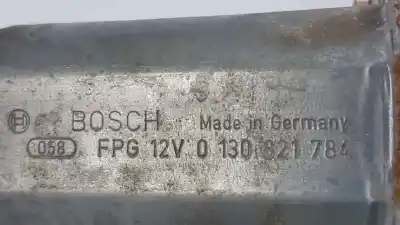 BOSCH Made in Germany
058 FPG 12V 0 130 821 784